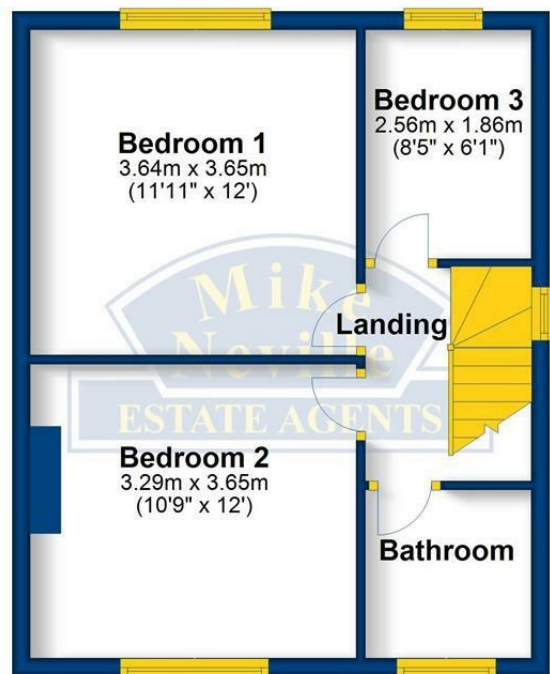 Bedroom 1
3.64m x 3.65m
(11'11" x 12')
Bedroom 3
2.56m x 1.86m
(8'5" x 6'1")
Mike
Neville
ESTATE AGENTS
Landing
Bedroom 2
3.29m x 3.65m
(10'9" x 12')
Bathroom